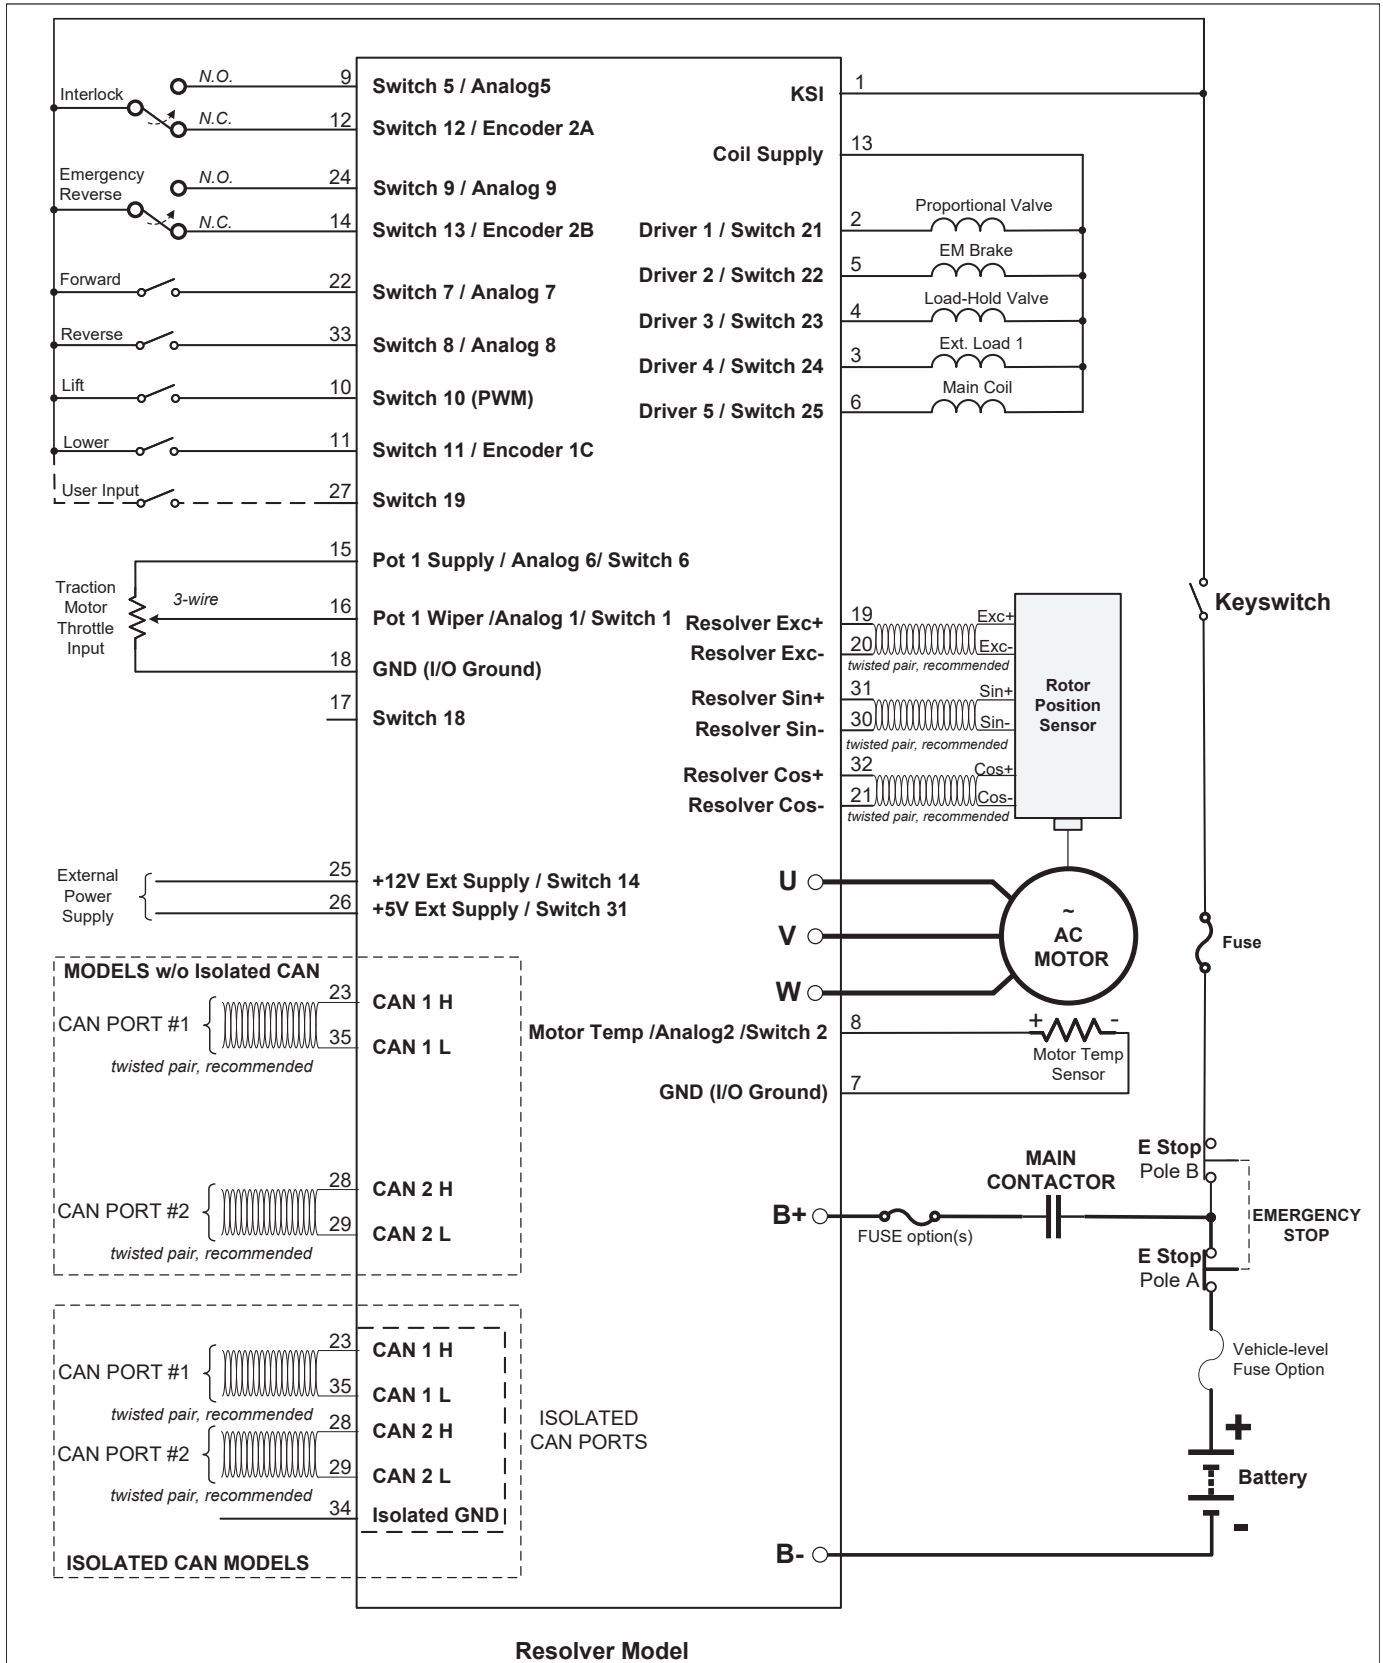 Interlock
N.O.
9
Switch 5 / Analog5
N.C.
12
Switch 12 / Encoder 2A
Emergency
Reverse
N.O.
24
Switch 9 / Analog 9
N.C.
14
Switch 13 / Encoder 2B
Forward
22
Switch 7 / Analog 7
Reverse
33
Switch 8 / Analog 8
Lift
10
Switch 10 (PWM)
Lower
11
Switch 11 / Encoder 1C
User Input
27
Switch 19
Traction
Motor
Throttle
Input
3-wire
15
Pot 1 Supply / Analog 6/ Switch 6
16
Pot 1 Wiper /Analog 1/ Switch 1
18
GND (I/O Ground)
17
Switch 18
External
Power
Supply
25
+12V Ext Supply / Switch 14
26
+5V Ext Supply / Switch 31
MODELS w/o Isolated CAN
CAN PORT #1
23
CAN 1 H
35
CAN 1 L
twisted pair, recommended
CAN PORT #2
28
CAN 2 H
29
CAN 2 L
twisted pair, recommended
CAN PORT #1
23
CAN 1 H
35
CAN 1 L
twisted pair, recommended
CAN PORT #2
28
CAN 2 H
29
CAN 2 L
twisted pair, recommended
34
Isolated GND
ISOLATED
CAN PORTS
ISOLATED CAN MODELS
KSI
1
Coil Supply
13
Driver 1 / Switch 21
2
Proportional Valve
Driver 2 / Switch 22
5
EM Brake
Driver 3 / Switch 23
4
Load-Hold Valve
Driver 4 / Switch 24
3
Ext. Load 1
Driver 5 / Switch 25
6
Main Coil
Resolver Exc+
19
Exc+
Resolver Exc-
20
Exc-
twisted pair, recommended
Resolver Sin+
31
Sin+
Resolver Sin-
30
Sin-
twisted pair, recommended
Resolver Cos+
32
Cos+
Resolver Cos-
21
Cos-
twisted pair, recommended
Rotor
Position
Sensor
U
V
W
~
AC
MOTOR
Motor Temp /Analog2 /Switch 2
8
+
-
Motor Temp
Sensor
GND (I/O Ground)
7
Keyswitch
Fuse
E Stop
Pole B
EMERGENCY
STOP
E Stop
Pole A
MAIN
CONTACTOR
B+
FUSE option(s)
Vehicle-level
Fuse Option
+
Battery
-
B-
Resolver Model